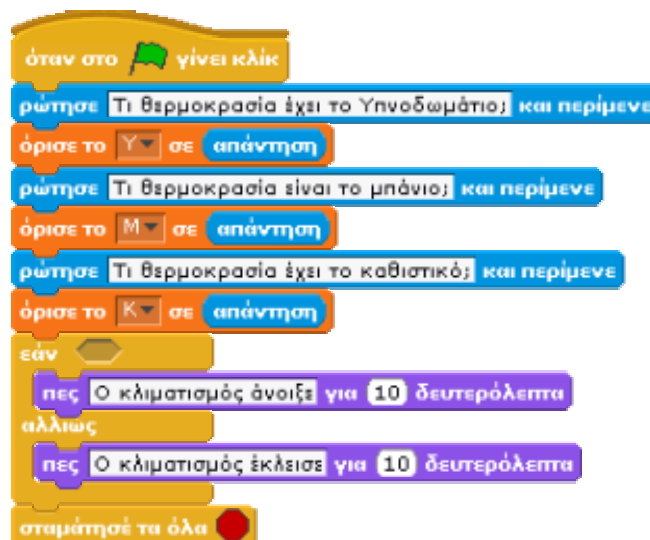 όταν στο γίνει κλικ
ρώτησε Τι θερμοκρασία έχει το Υπνοδωμάτιο; και περίμενε
όρισε το Υ σε απάντηση
ρώτησε Τι θερμοκρασία είναι το μπάνιο; και περίμενε
όρισε το Μ σε απάντηση
ρώτησε Τι θερμοκρασία έχει το καθιστικό; και περίμενε
όρισε το Κ σε απάντηση
εάν
πες Ο κλιματισμός άνοιξε για 10 δευτερόλεπτα
αλλιώς
πες Ο κλιματισμός έκλεισε για 10 δευτερόλεπτα
σταμάτησέ τα όλα